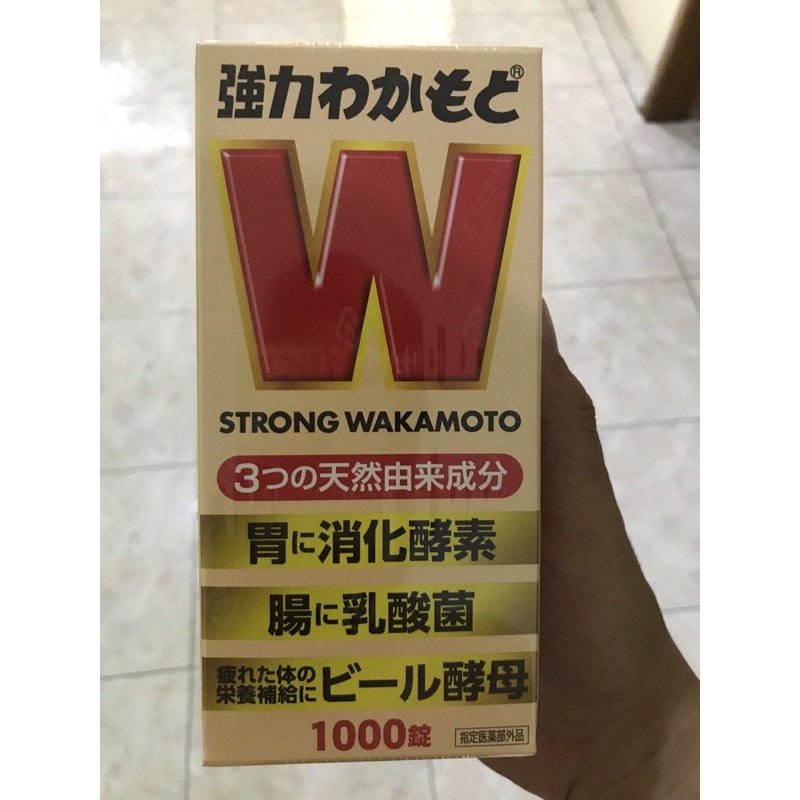 強力わかもと®
W
STRONG WAKAMOTO
3つの天然由来成分
胃に消化酵素
腸に乳酸菌
疲れた体の
栄養補給にビール酵母
1000錠
指定医薬部外品